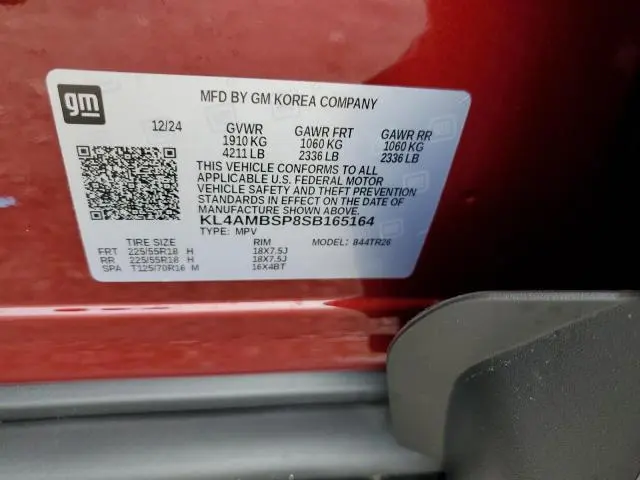 gm
MFD BY GM KOREA COMPANY
12/24 GVWR GAWR FRT GAWR RR
1910 KG 1060 KG 1060 KG
4211 LB 2336 LB 2336 LB
THIS VEHICLE CONFORMS TO ALL
APPLICABLE U.S. FEDERAL MOTOR
VEHICLE SAFETY AND THEFT PREVENTION
STANDARDS IN EFFECT ON THE DATE OF
MANUFACTURE SHOWN ABOVE.
KL4AMBSP8SB165164
TYPE: MPV MODEL: 844TR26
TIRE SIZE RIM
FRT 225/55R18 H 18X7.5J
RR 225/55R18 H 18X7.5J
SPA T125/70R16 M 16X4BT